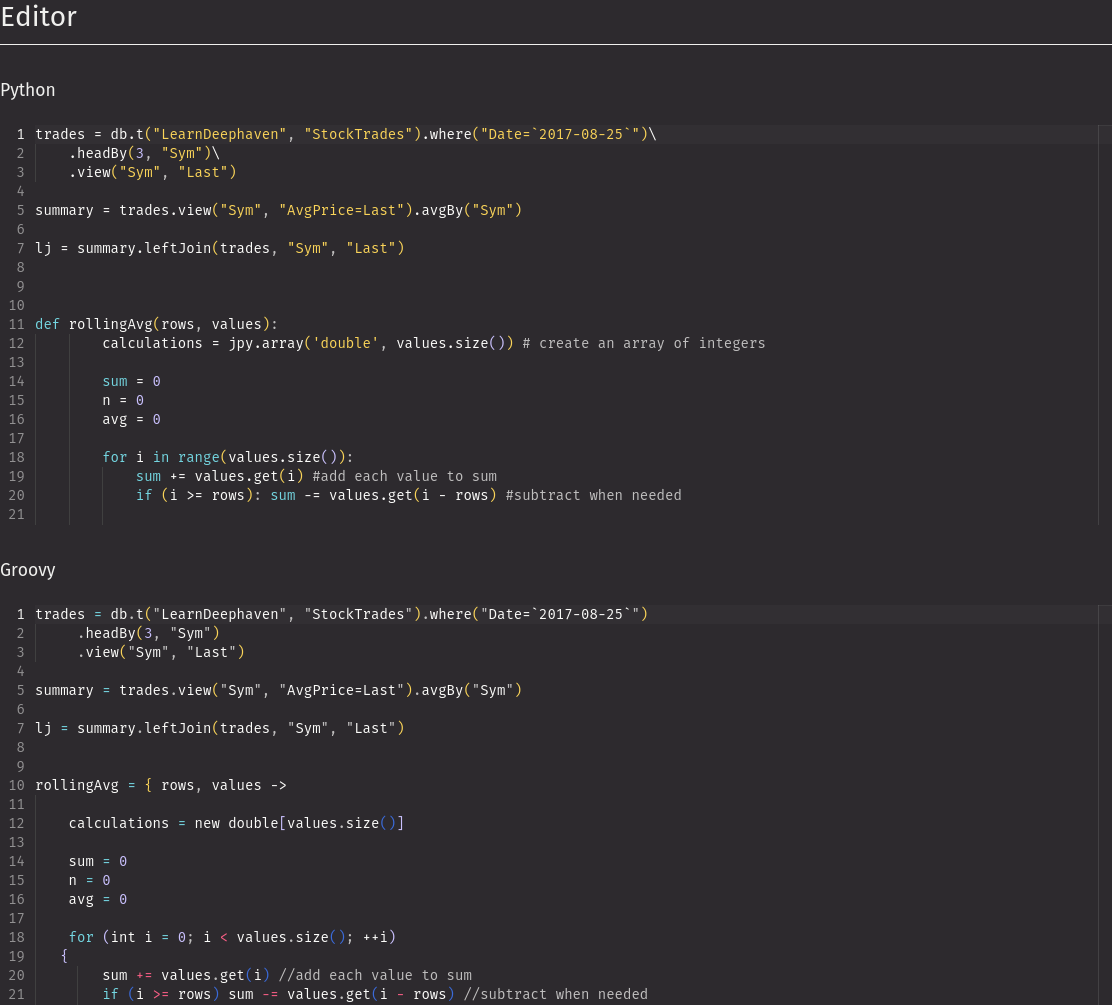 Editor
Python
1 trades = db.t("LearnDeephaven", "StockTrades").where("Date=`2017-08-25`")\
2     .headBy(3, "Sym")\
3     .view("Sym", "Last")
4
5 summary = trades.view("Sym", "AvgPrice=Last").avgBy("Sym")
6
7 lj = summary.leftJoin(trades, "Sym", "Last")
8
9
10
11 def rollingAvg(rows, values):
12         calculations = jpy.array('double', values.size()) # create an array of integers
13
14         sum = 0
15         n = 0
16         avg = 0
17
18         for i in range(values.size()):
19             sum += values.get(i) #add each value to sum
20             if (i >= rows): sum -= values.get(i - rows) #subtract when needed
21
Groovy
1 trades = db.t("LearnDeephaven", "StockTrades").where("Date=`2017-08-25`")
2      .headBy(3, "Sym")
3      .view("Sym", "Last")
4
5 summary = trades.view("Sym", "AvgPrice=Last").avgBy("Sym")
6
7 lj = summary.leftJoin(trades, "Sym", "Last")
8
9
10 rollingAvg = { rows, values ->
11
12     calculations = new double[values.size()]
13
14     sum = 0
15     n = 0
16     avg = 0
17
18     for (int i = 0; i < values.size(); ++i)
19    {
20         sum += values.get(i) //add each value to sum
21         if (i >= rows) sum -= values.get(i - rows) //subtract when needed